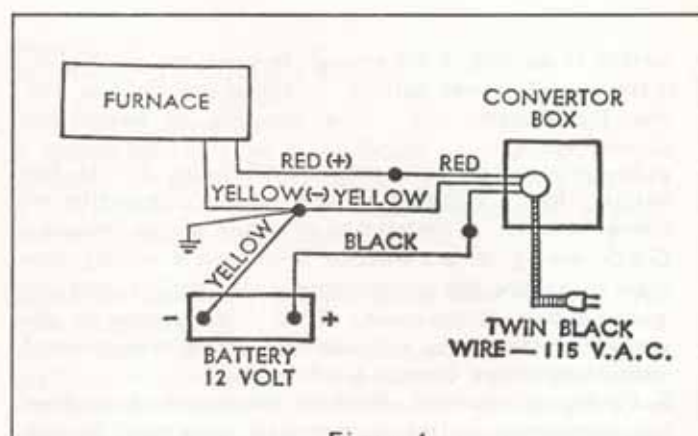 FURNACE
CONVERTOR
BOX
RED (+)
RED
YELLOW(-)
YELLOW
BLACK
YELLOW
-
+
BATTERY
12 VOLT
TWIN BLACK
WIRE — 115 V.A.C.